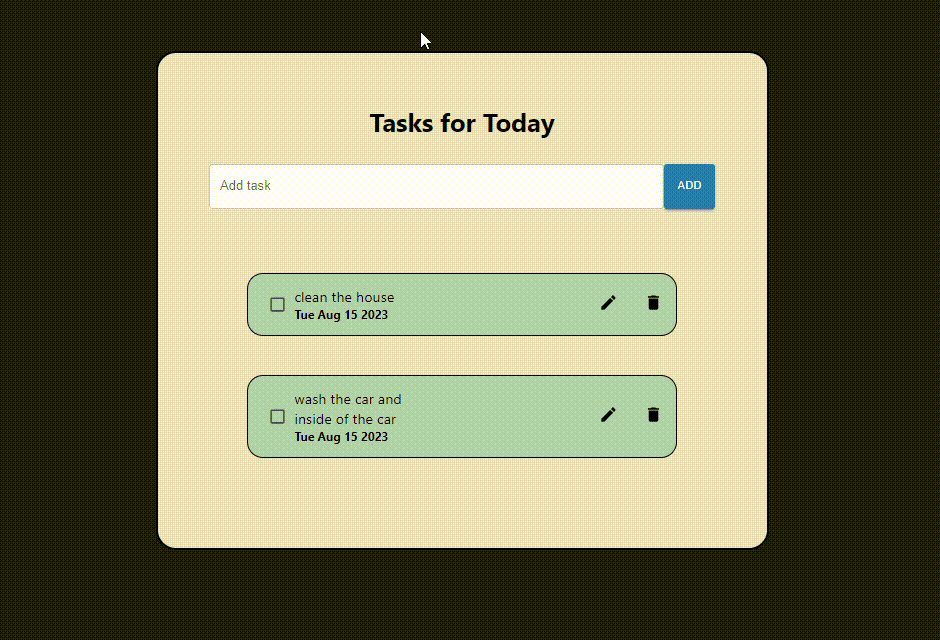 Tasks for Today
Add task
ADD
clean the house
Tue Aug 15 2023
wash the car and
inside of the car
Tue Aug 15 2023